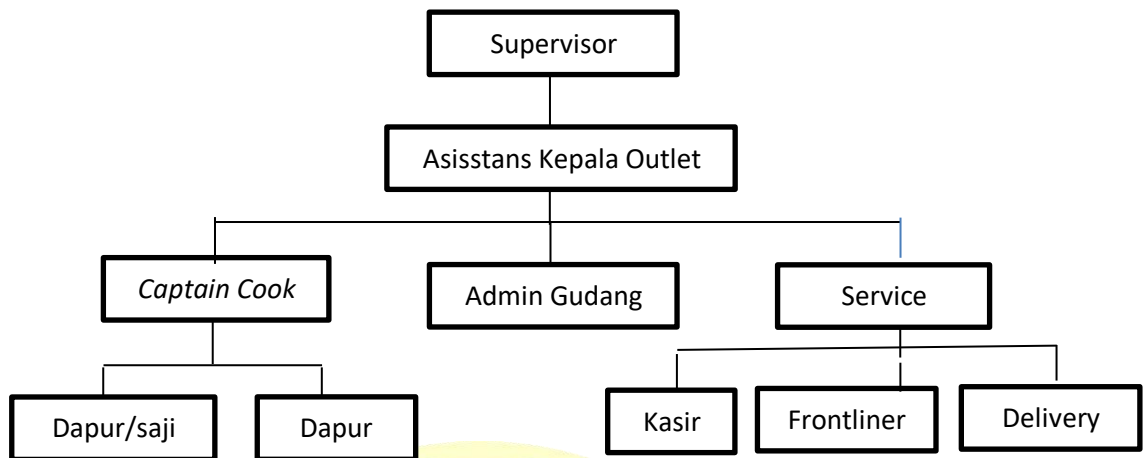 Supervisor
Asisstans Kepala Outlet
Captain Cook
Admin Gudang
Service
Dapur/saji
Dapur
Kasir
Frontliner
Delivery